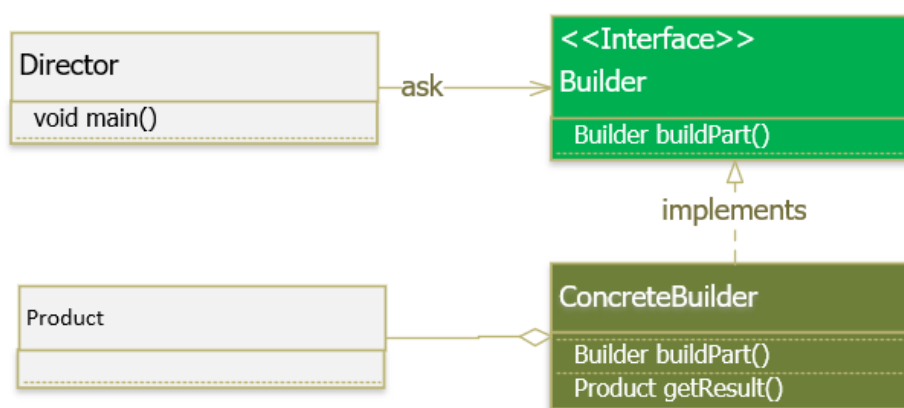 Director
void main()
ask
<<Interface>>
Builder
Builder buildPart()
implements
Product
ConcreteBuilder
Builder buildPart()
Product getResult()